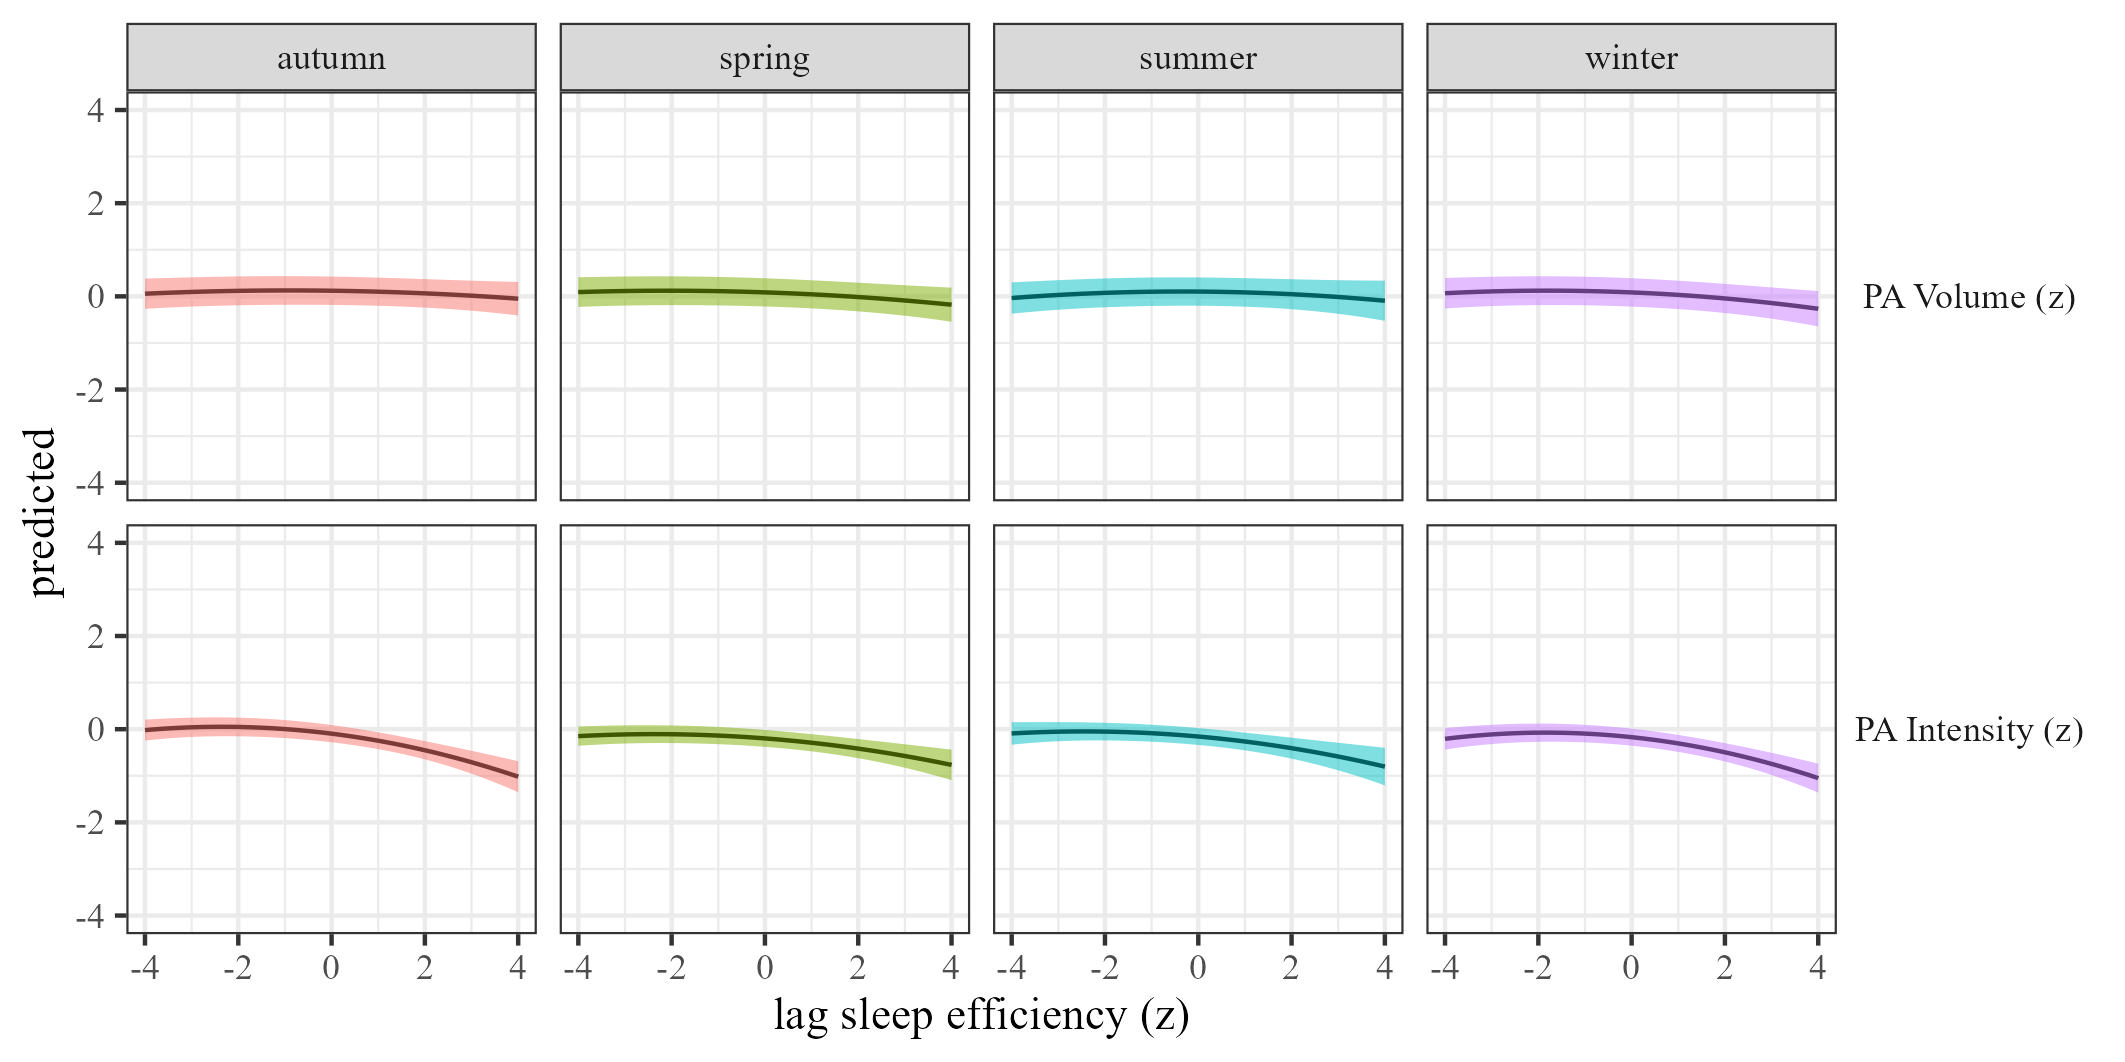 autumn spring summer winter
4
2
0
-2
-4
PA Volume (z)
predicted
4
2
0
-2
-4
PA Intensity (z)
-4 -2 0 2 4 -4 -2 0 2 4 -4 -2 0 2 4 -4 -2 0 2 4
lag sleep efficiency (z)